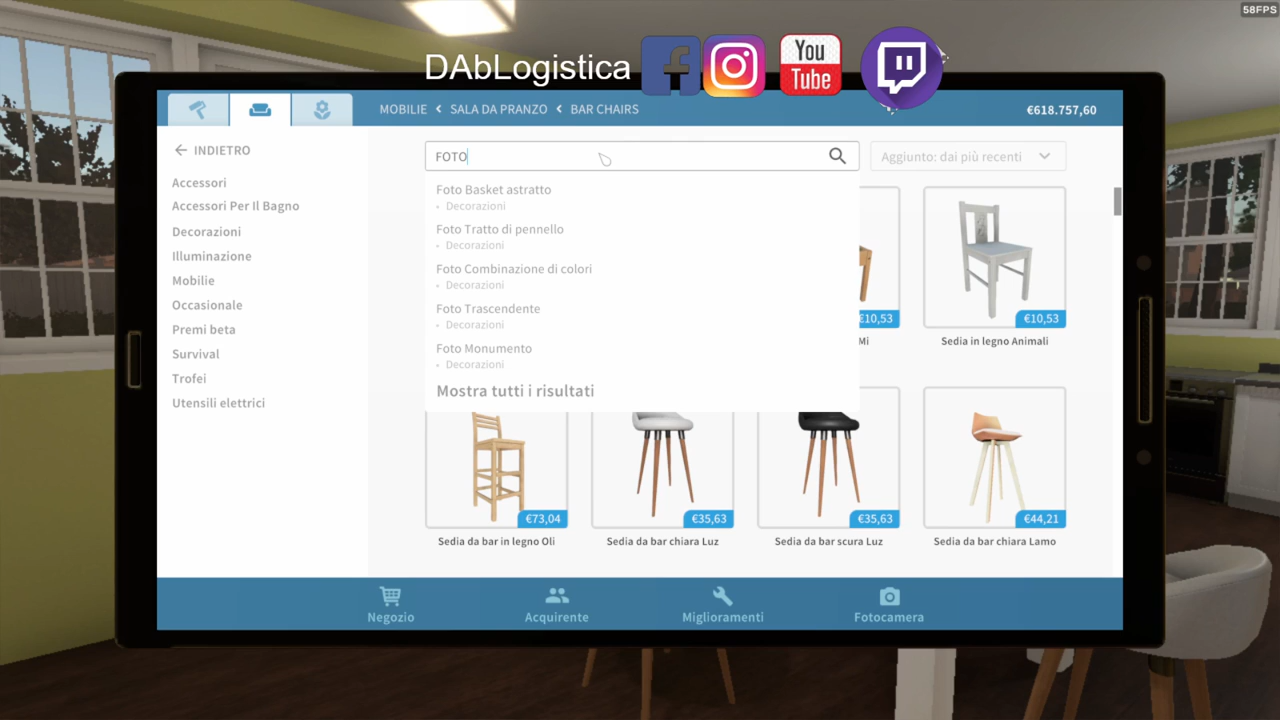 58FPS
DAbLogistica
You
Tube
MOBILIE < SALA DA PRANZO < BAR CHAIRS
€618.757,60
INDIETRO
FOTO
Aggiunto: dai più recenti
Accessori
Accessori Per Il Bagno
Decorazioni
Illuminazione
Mobilie
Occasionale
Premi beta
Survival
Trofei
Utensili elettrici
Foto Basket astratto
• Decorazioni
Foto Tratto di pennello
• Decorazioni
Foto Combinazione di colori
• Decorazioni
Foto Trascendente
• Decorazioni
Foto Monumento
• Decorazioni
Mostra tutti i risultati
€10,53
€10,53
Mi
Sedia in legno Animali
€73,04
€35,63
€35,63
€44,21
Sedia da bar in legno Oli
Sedia da bar chiara Luz
Sedia da bar scura Luz
Sedia da bar chiara Lamo
Negozio
Acquirente
Miglioramenti
Fotocamera